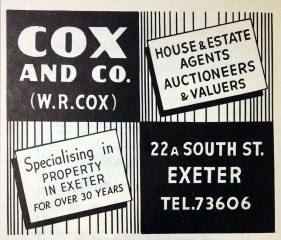 COX
AND CO.
(W.R.COX)
HOUSE & ESTATE
AGENTS
AUCTIONEERS
& VALUERS
Specialising in
PROPERTY
IN EXETER
FOR OVER 30 YEARS
22A SOUTH ST.
EXETER
TEL.73606